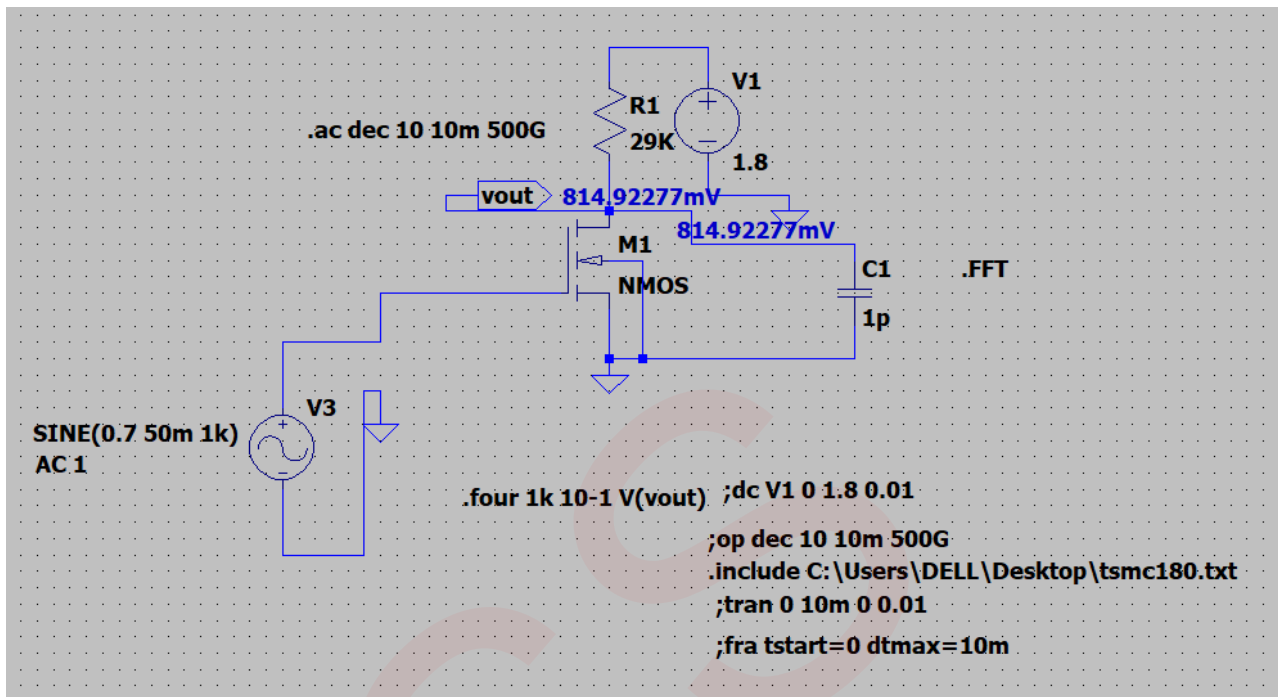 V1
R1
.ac dec 10 10m 500G
29K
1.8
vout
814.92277mV
814.92277mV
M1
C1
.FFT
NMOS
1p
V3
SINE(0.7 50m 1k)
AC 1
;dc V1 0 1.8 0.01
.four 1k 10-1 V(vout)
;op dec 10 10m 500G
.include C:\Users\DELL\Desktop\tsmc180.txt
;tran 0 10m 0 0.01
;fra tstart=0 dtmax=10m